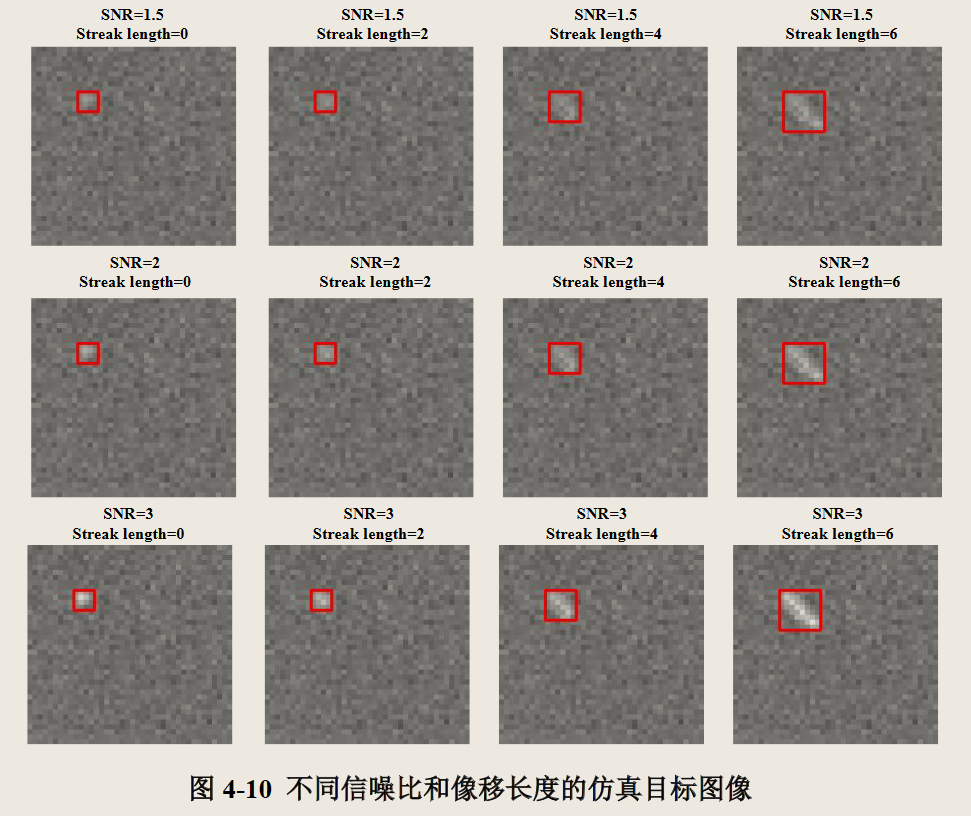 SNR=1.5
Streak length=0
SNR=1.5
Streak length=2
SNR=1.5
Streak length=4
SNR=1.5
Streak length=6
SNR=2
Streak length=0
SNR=2
Streak length=2
SNR=2
Streak length=4
SNR=2
Streak length=6
SNR=3
Streak length=0
SNR=3
Streak length=2
SNR=3
Streak length=4
SNR=3
Streak length=6
图 4-10 不同信噪比和像移长度的仿真目标图像